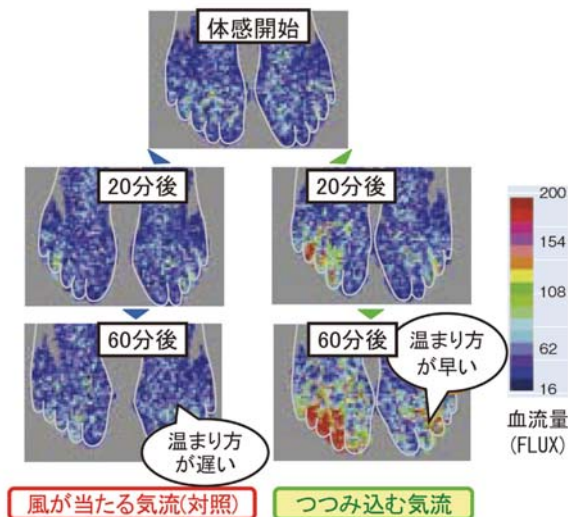 体感開始
20分後
20分後
60分後
60分後
温まり方
が遅い
温まり方
が早い
200
154
108
62
16
血流量
(FLUX)
風が当たる気流(対照)
つつみ込む気流